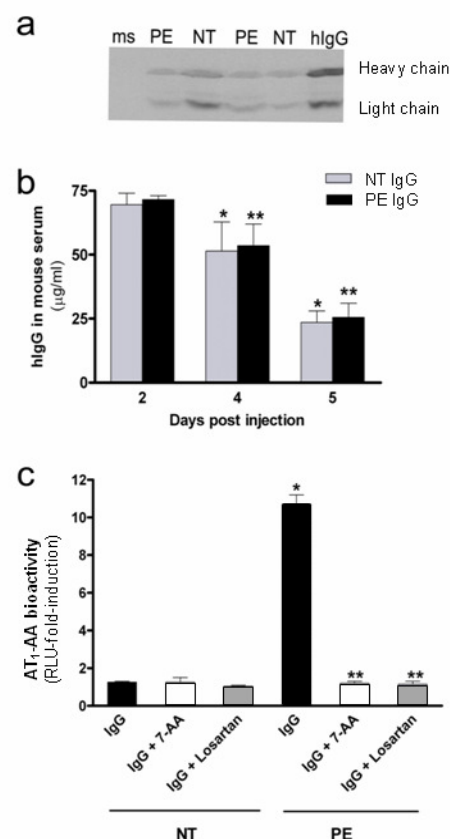 a
ms PE NT PE NT hIgG
Heavy chain
Light chain
b
NT IgG
PE IgG
hIgG in mouse serum
(μg/ml)
75
50
25
0
* ** * **
2 4 5
Days post injection
c
AT₁-AA bioactivity
(RLU-fold-induction)
12
10
8
6
4
2
0
* ** **
IgG
IgG + 7-AA
IgG + Losartan
IgG
IgG + 7-AA
IgG + Losartan
NT PE